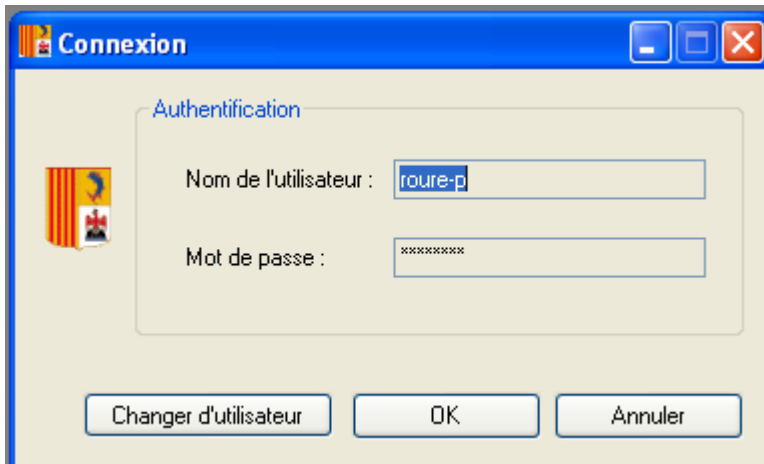 Connexion
Authentification
Nom de l'utilisateur : roure-p
Mot de passe : ********
Changer d'utilisateur OK Annuler